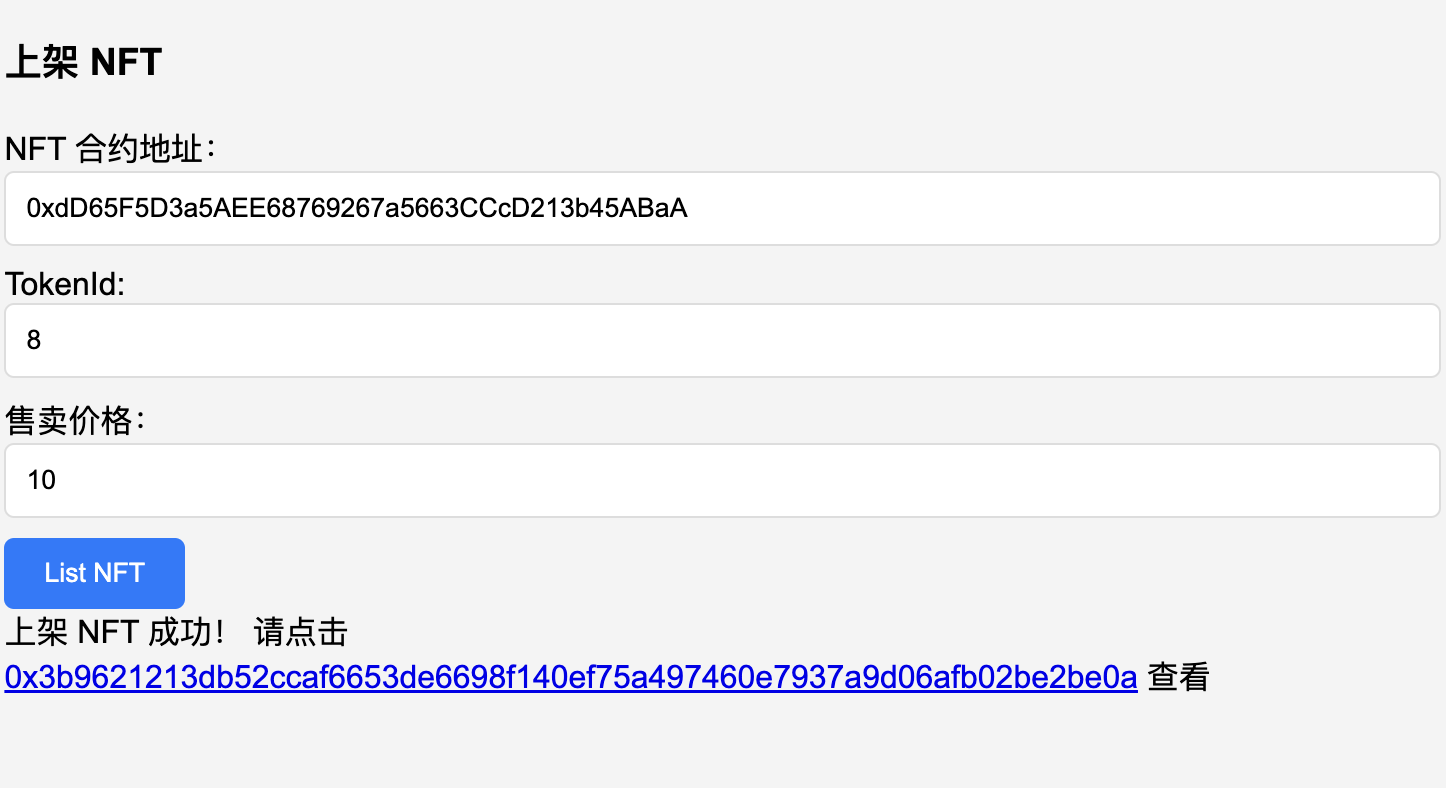 上架 NFT
NFT 合约地址：
0xdD65F5D3a5AEE68769267a5663CCcD213b45ABaA
TokenId:
8
售卖价格：
10
List NFT
上架 NFT 成功！ 请点击
0x3b9621213db52ccaf6653de6698f140ef75a497460e7937a9d06afb02be2be0a 查看